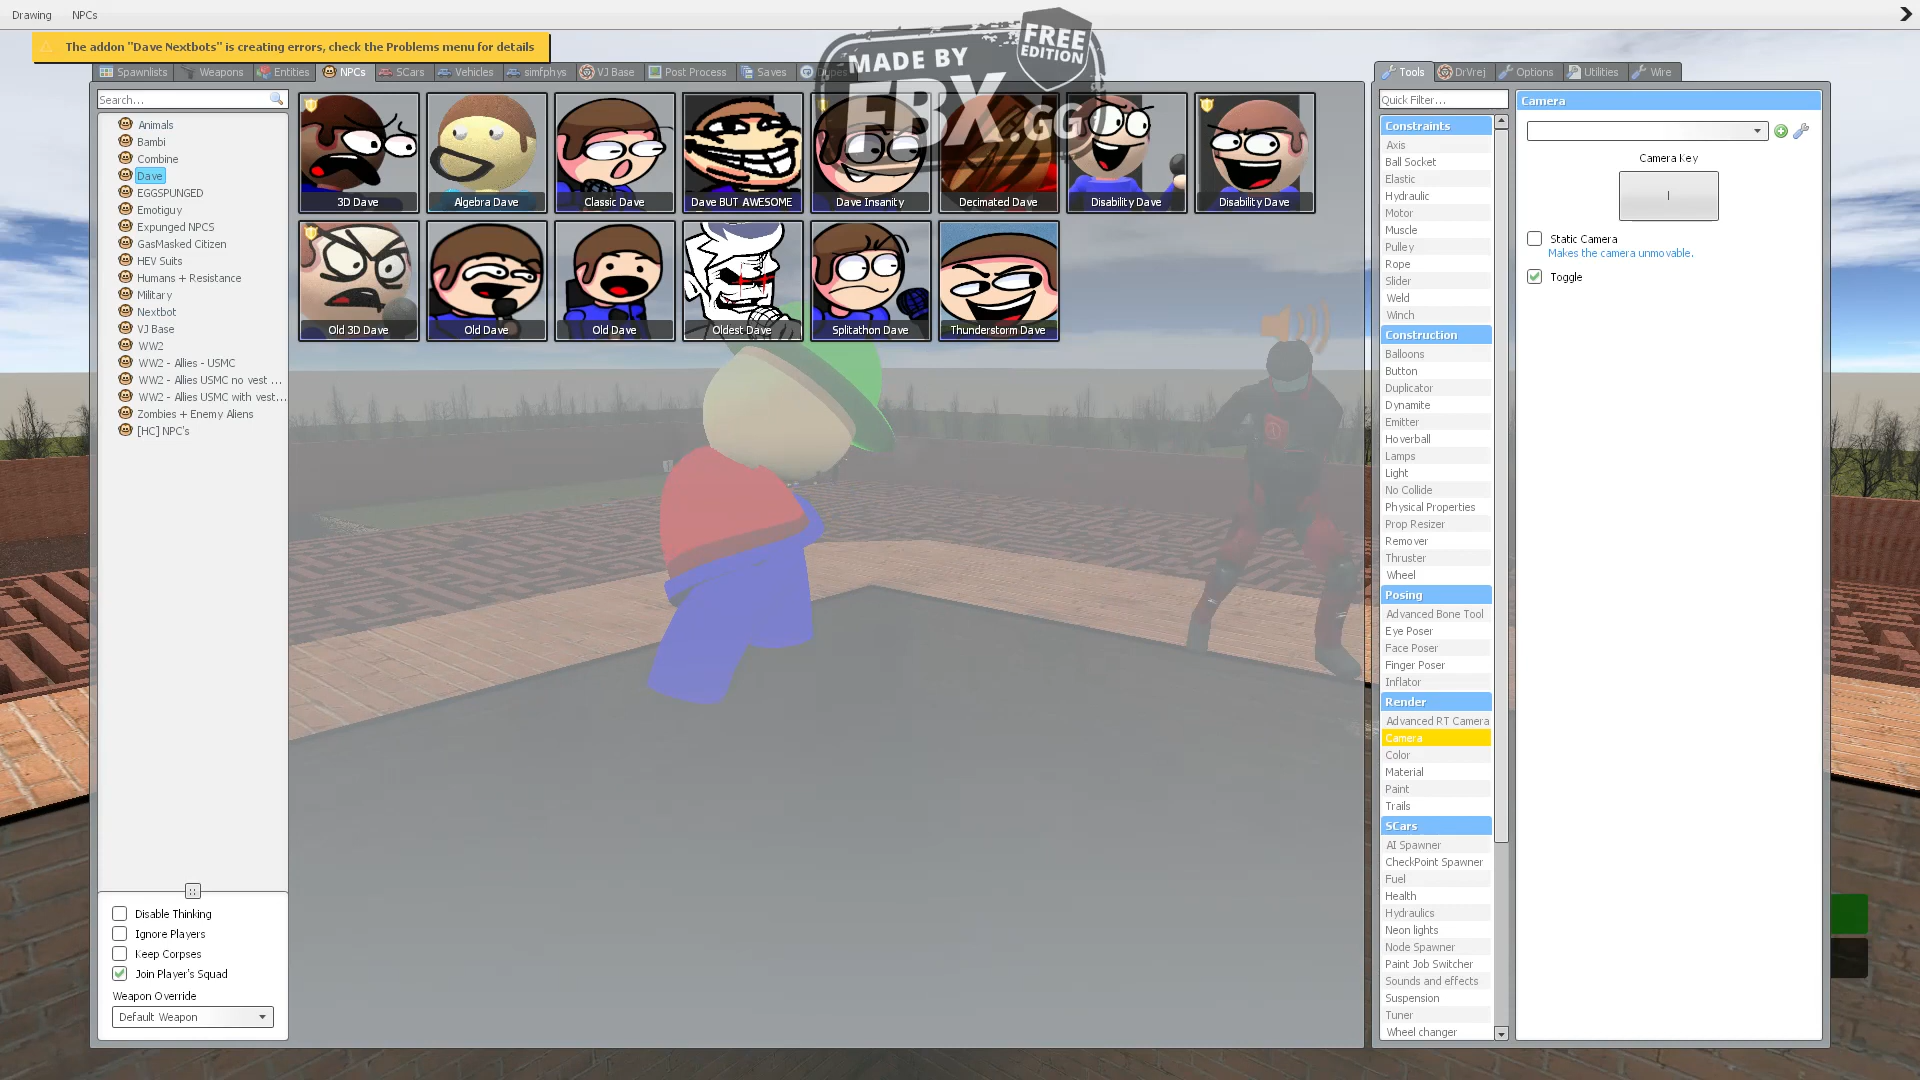 Drawing
NPCs
The addon "Dave Nextbots" is creating errors, check the Problems menu for details
MADE BY
FREE
EDITION
FBX.GG
Spawnlists
Weapons
Entities
NPCs
SCars
Vehicles
simfphys
VJ Base
Post Process
Saves
Search...
Animals
Bambi
Combine
Dave
EGGSPUNGED
Emotiguy
Expunged NPCS
GasMasked Citizen
HEV Suits
Humans + Resistance
Military
Nextbot
VJ Base
WW2
WW2 - Allies - USMC
WW2 - Allies USMC no vest ...
WW2 - Allies USMC with vest...
Zombies + Enemy Aliens
[HC] NPC's
3D Dave
Algebra Dave
Classic Dave
Dave BUT AWESOME
Dave Insanity
Decimated Dave
Disability Dave
Disability Dave
Old 3D Dave
Old Dave
Old Dave
Oldest Dave
Splitathon Dave
Thunderstorm Dave
Disable Thinking
Ignore Players
Keep Corpses
Join Player's Squad
Weapon Override
Default Weapon
Tools
DrVrej
Options
Utilities
Wire
Quick Filter...
Constraints
Axis
Ball Socket
Elastic
Hydraulic
Motor
Muscle
Pulley
Rope
Slider
Weld
Winch
Construction
Balloons
Button
Duplicator
Dynamite
Emitter
Hoverball
Lamps
Light
No Collide
Physical Properties
Prop Resizer
Remover
Thruster
Wheel
Posing
Advanced Bone Tool
Eye Poser
Face Poser
Finger Poser
Inflator
Render
Advanced RT Camera
Camera
Color
Material
Paint
Trails
SCars
AI Spawner
CheckPoint Spawner
Fuel
Health
Hydraulics
Neon lights
Node Spawner
Paint Job Switcher
Sounds and effects
Suspension
Tuner
Wheel changer
Camera
Camera Key
Static Camera
Makes the camera unmovable.
Toggle